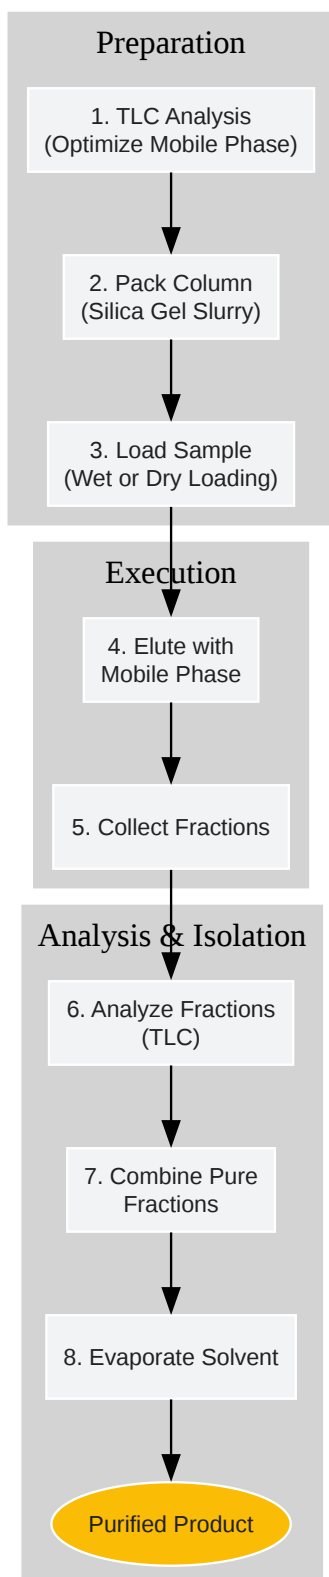 Preparation
1. TLC Analysis
(Optimize Mobile Phase)
2. Pack Column
(Silica Gel Slurry)
3. Load Sample
(Wet or Dry Loading)
Execution
4. Elute with
Mobile Phase
5. Collect Fractions
Analysis & Isolation
6. Analyze Fractions
(TLC)
7. Combine Pure
Fractions
8. Evaporate Solvent
Purified Product